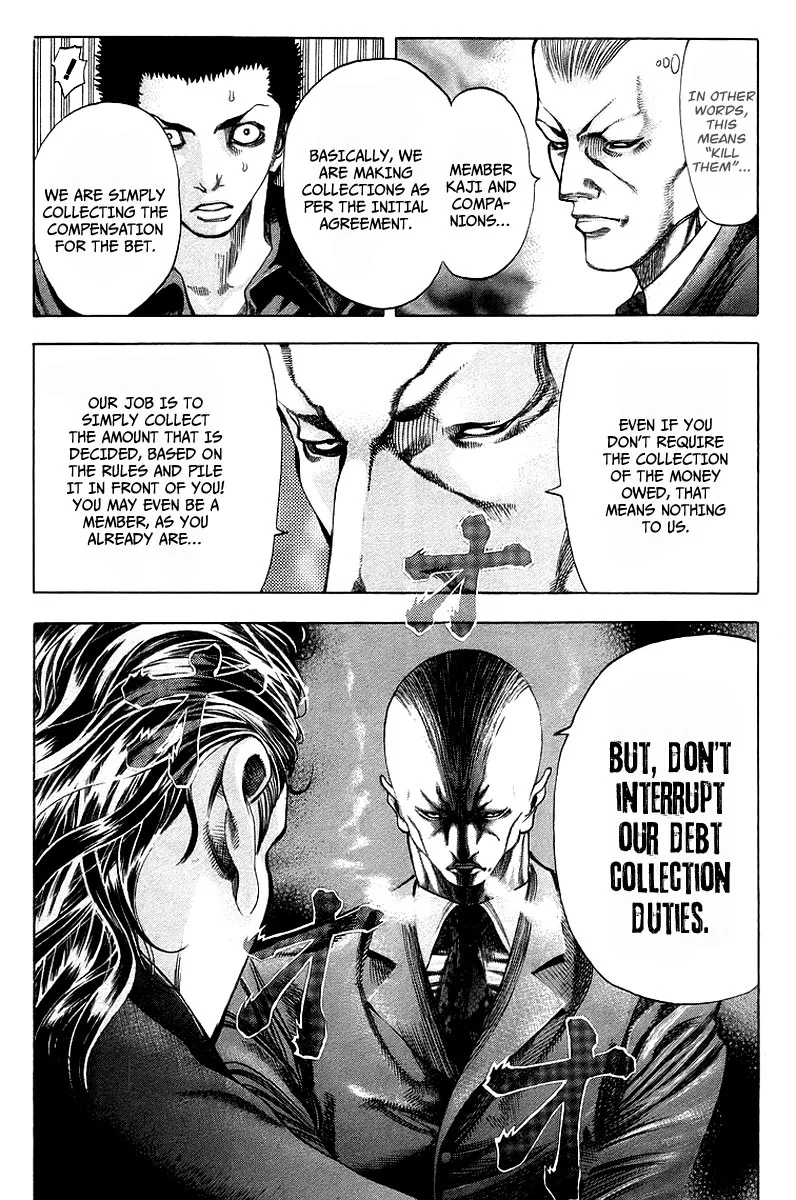 IN OTHER
WORDS,
THIS
MEANS
"KILL
THEM"...
MEMBER
KAJI AND
COMPA-
NIONS...
BASICALLY, WE
ARE MAKING
COLLECTIONS AS
PER THE INITIAL
AGREEMENT.
!
WE ARE SIMPLY
COLLECTING THE
COMPENSATION
FOR THE BET.
EVEN IF YOU
DON'T REQUIRE
THE COLLECTION
OF THE MONEY
OWED, THAT
MEANS NOTHING
TO US.
OUR JOB IS TO
SIMPLY COLLECT
THE AMOUNT THAT IS
DECIDED, BASED ON
THE RULES AND PILE
IT IN FRONT OF YOU!
YOU MAY EVEN BE A
MEMBER, AS YOU
ALREADY ARE...
オ
BUT, DON'T
INTERRUPT
OUR DEBT
COLLECTION
DUTIES.
オ
オ
オ